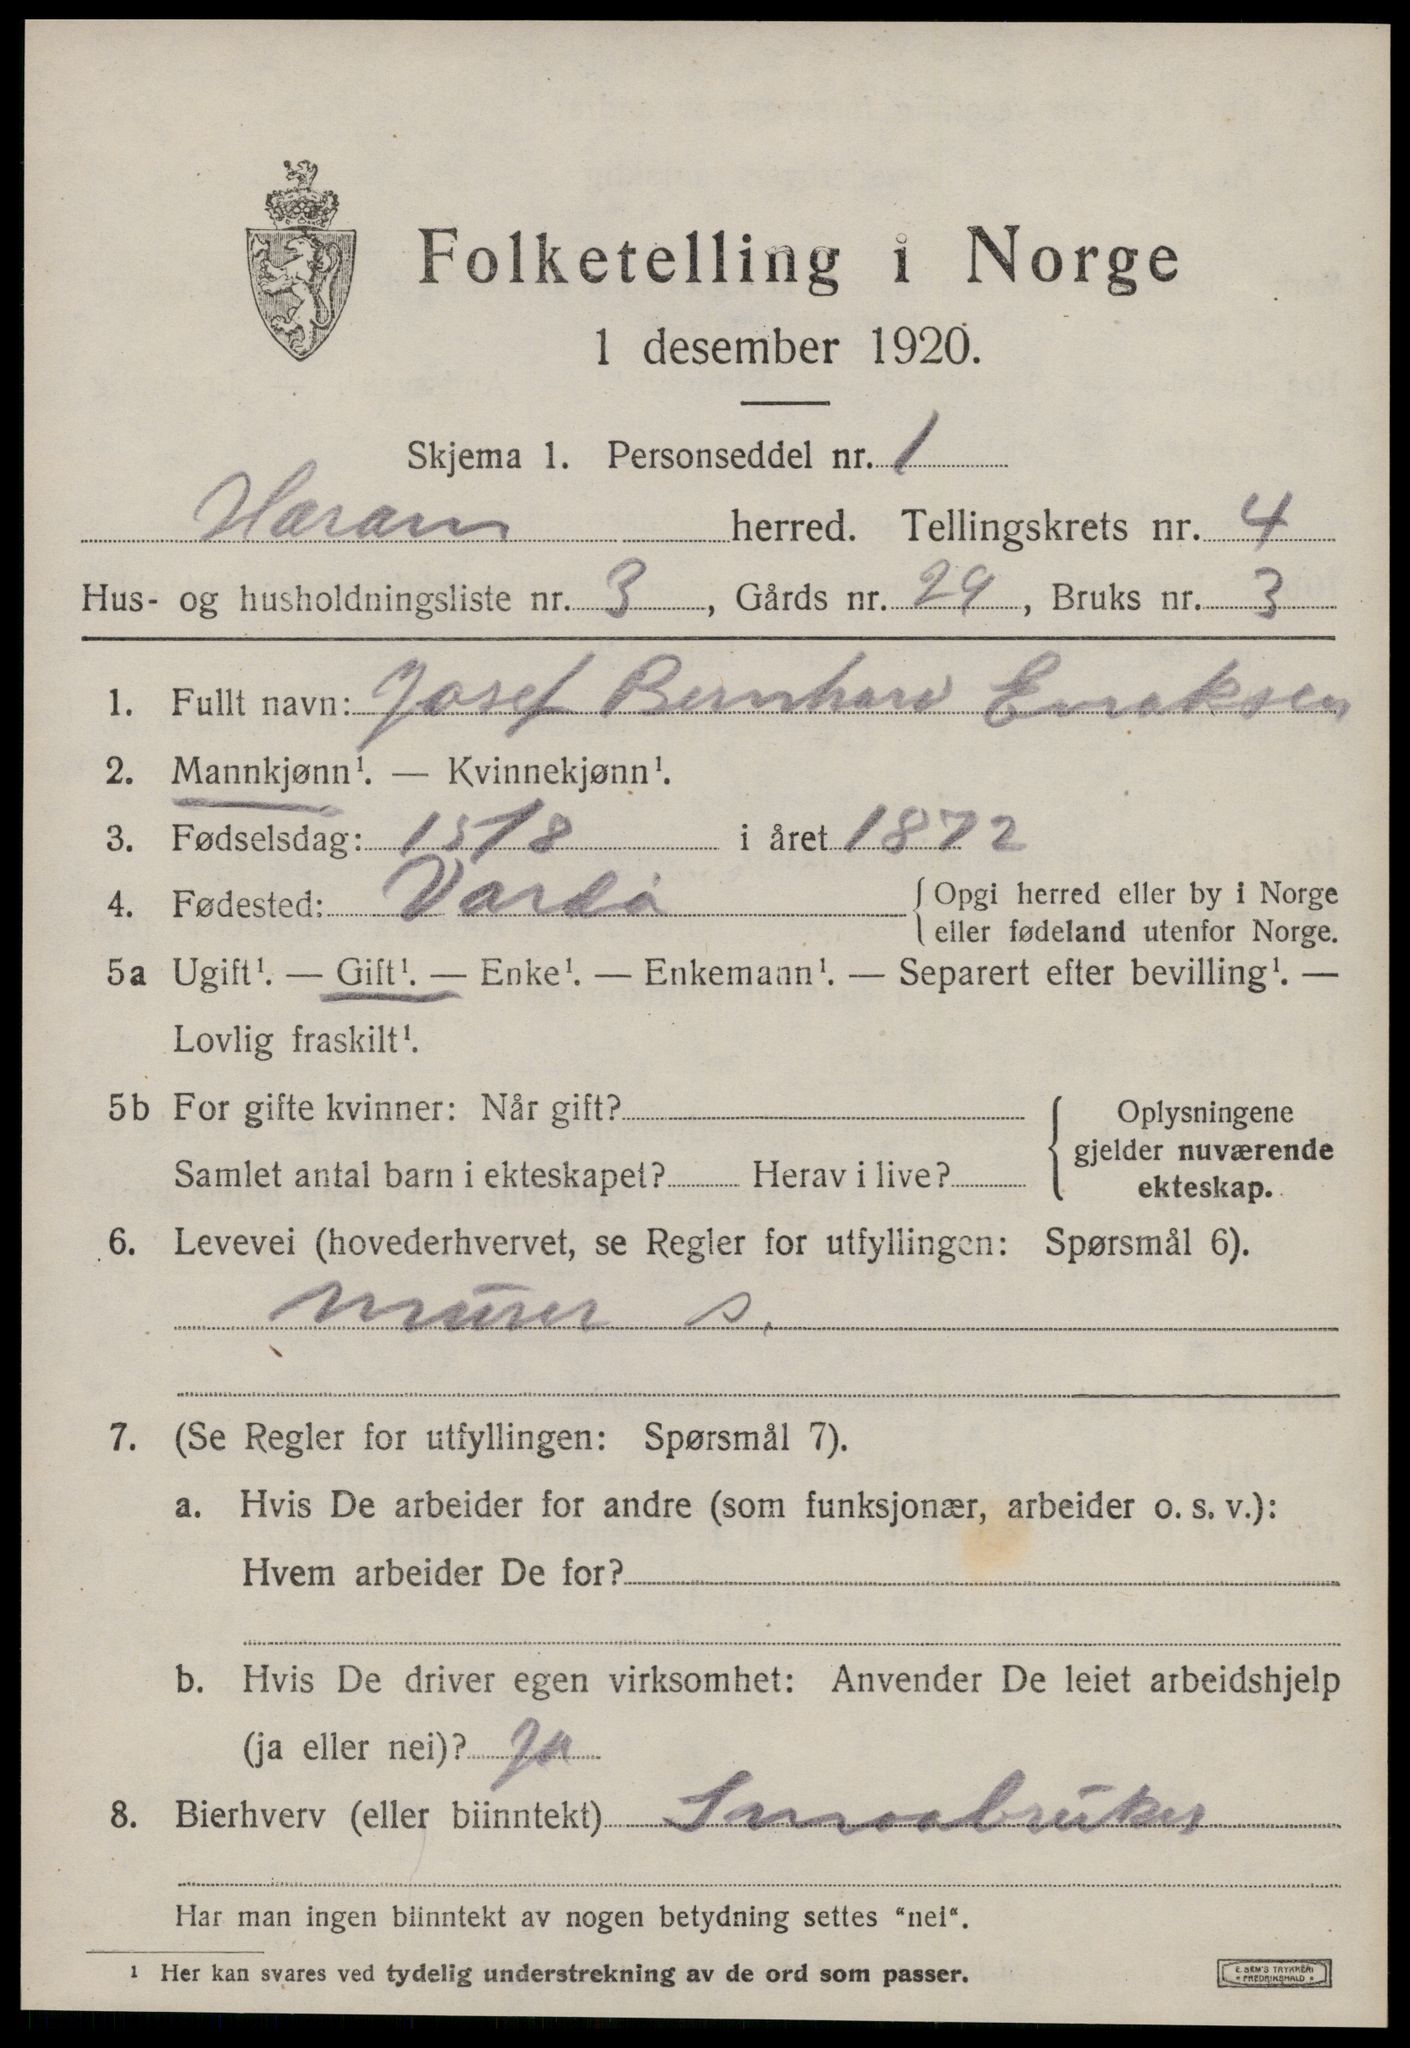 Folketelling i Norge
1 desember 1920.
Skjema 1. Personseddel nr. 1
Haram herred. Tellingskrets nr. 4
Hus- og husholdningsliste nr. 3, Gårds nr. 29, Bruks nr. 3
1. Fullt navn: Josef Bernhard
2. Mannkjønn¹. — Kvinnekjønn¹.
3. Fødselsdag: 15/8 i året 1872
4. Fødested: Vardø { Opgi herred eller by i Norge
eller fødeland utenfor Norge.
5a Ugift¹. — Gift¹. — Enke¹. — Enkemann¹. — Separert efter bevilling¹. —
Lovlig fraskilt¹.
5b For gifte kvinner: Når gift? { Oplysningene
gjelder nuværende
Samlet antal barn i ekteskapet? Herav i live? ekteskap.
6. Levevei (hovederhvervet, se Regler for utfyllingen: Spørsmål 6).
Murer s.
7. (Se Regler for utfyllingen: Spørsmål 7).
a. Hvis De arbeider for andre (som funksjonær, arbeider o. s. v.):
Hvem arbeider De for?
b. Hvis De driver egen virksomhet: Anvender De leiet arbeidshjelp
(ja eller nei)? Ja
8. Bierhverv (eller biinntekt) Smaabruker
Har man ingen biinntekt av nogen betydning settes "nei".
¹ Her kan svares ved tydelig understrekning av de ord som passer.
E. SEM'S TRYKKERI
• FREDRIKSHALD •